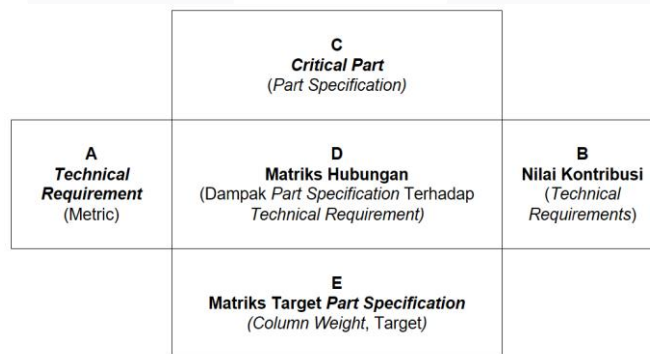 C
Critical Part
(Part Specification)
A
Technical
Requirement
(Metric)
D
Matriks Hubungan
(Dampak Part Specification Terhadap
Technical Requirement)
B
Nilai Kontribusi
(Technical
Requirements)
E
Matriks Target Part Specification
(Column Weight, Target)